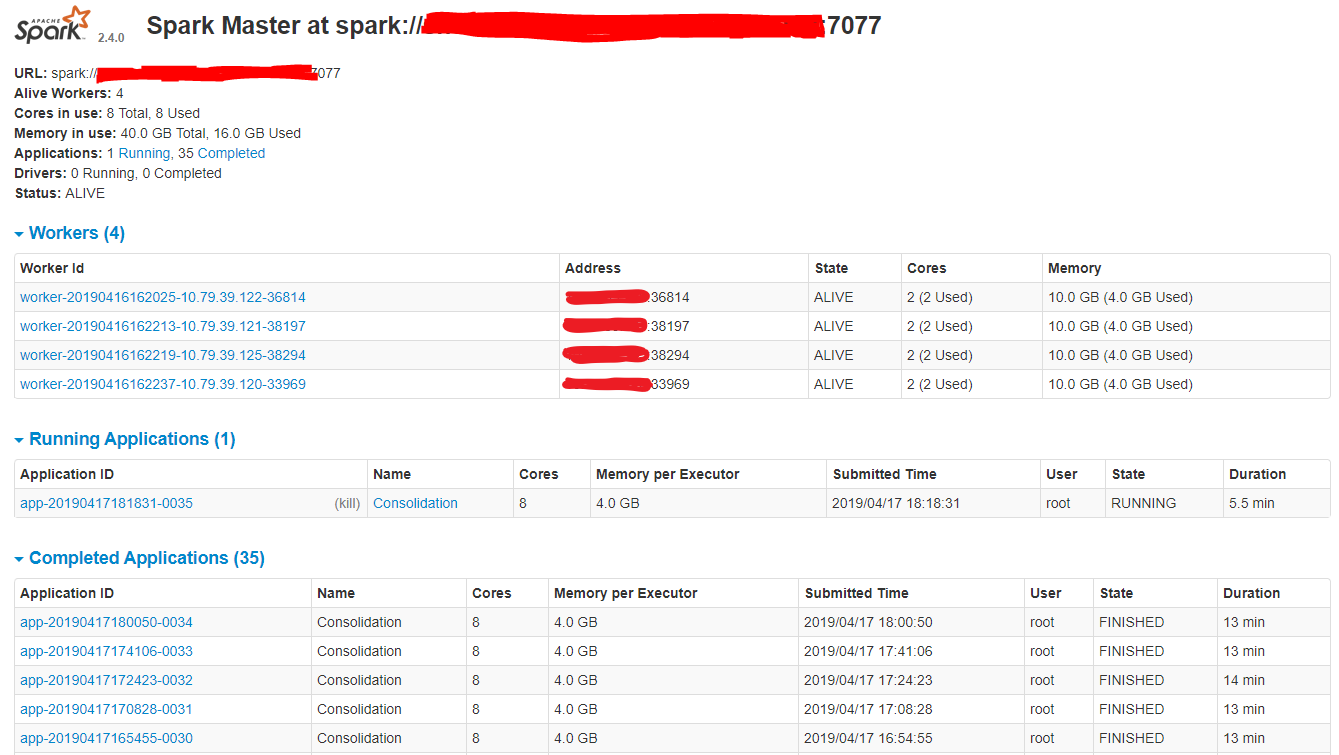 APACHE
Spark 2.4.0 Spark Master at spark:// :7077
URL: spark:// 7077
Alive Workers: 4
Cores in use: 8 Total, 8 Used
Memory in use: 40.0 GB Total, 16.0 GB Used
Applications: 1 Running, 35 Completed
Drivers: 0 Running, 0 Completed
Status: ALIVE
Workers (4)
Worker Id Address State Cores Memory
worker-20190416162025-10.79.39.122-36814 :36814 ALIVE 2 (2 Used) 10.0 GB (4.0 GB Used)
worker-20190416162213-10.79.39.121-38197 :38197 ALIVE 2 (2 Used) 10.0 GB (4.0 GB Used)
worker-20190416162219-10.79.39.125-38294 :38294 ALIVE 2 (2 Used) 10.0 GB (4.0 GB Used)
worker-20190416162237-10.79.39.120-33969 :33969 ALIVE 2 (2 Used) 10.0 GB (4.0 GB Used)
Running Applications (1)
Application ID Name Cores Memory per Executor Submitted Time User State Duration
app-20190417181831-0035 (kill) Consolidation 8 4.0 GB 2019/04/17 18:18:31 root RUNNING 5.5 min
Completed Applications (35)
Application ID Name Cores Memory per Executor Submitted Time User State Duration
app-20190417180050-0034 Consolidation 8 4.0 GB 2019/04/17 18:00:50 root FINISHED 13 min
app-20190417174106-0033 Consolidation 8 4.0 GB 2019/04/17 17:41:06 root FINISHED 13 min
app-20190417172423-0032 Consolidation 8 4.0 GB 2019/04/17 17:24:23 root FINISHED 14 min
app-20190417170828-0031 Consolidation 8 4.0 GB 2019/04/17 17:08:28 root FINISHED 13 min
app-20190417165455-0030 Consolidation 8 4.0 GB 2019/04/17 16:54:55 root FINISHED 13 min